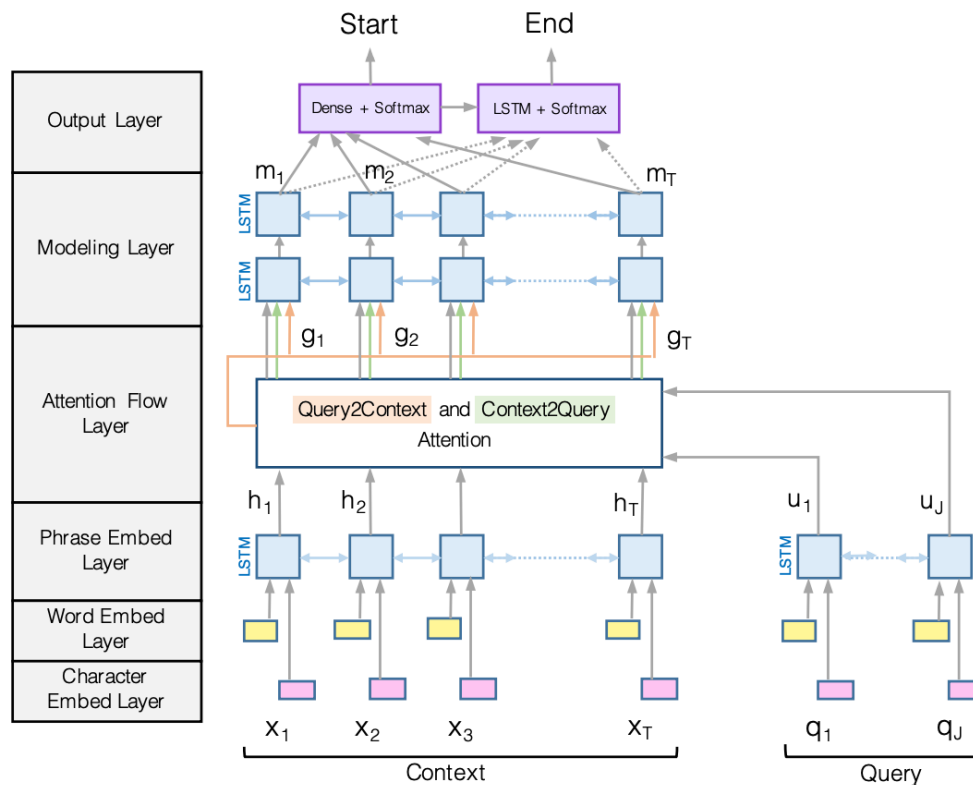 Start End
Output Layer
Dense + Softmax
LSTM + Softmax
m1 m2 mT
LSTM
Modeling Layer
LSTM
g1 g2 gT
Attention Flow
Layer
Query2Context and Context2Query
Attention
h1 h2 hT u1 uJ
Phrase Embed
Layer
LSTM LSTM
Word Embed
Layer
Character
Embed Layer
x1 x2 x3 xT q1 qJ
Context Query